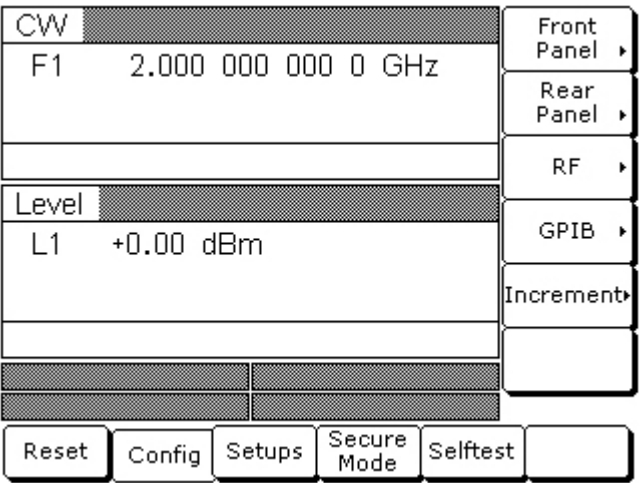 CW
F1 2.000 000 000 0 GHz
Level
L1 +0.00 dBm
Front
Panel
Rear
Panel
RF
GPIB
Increment
Reset
Config
Setups
Secure
Mode
Selftest